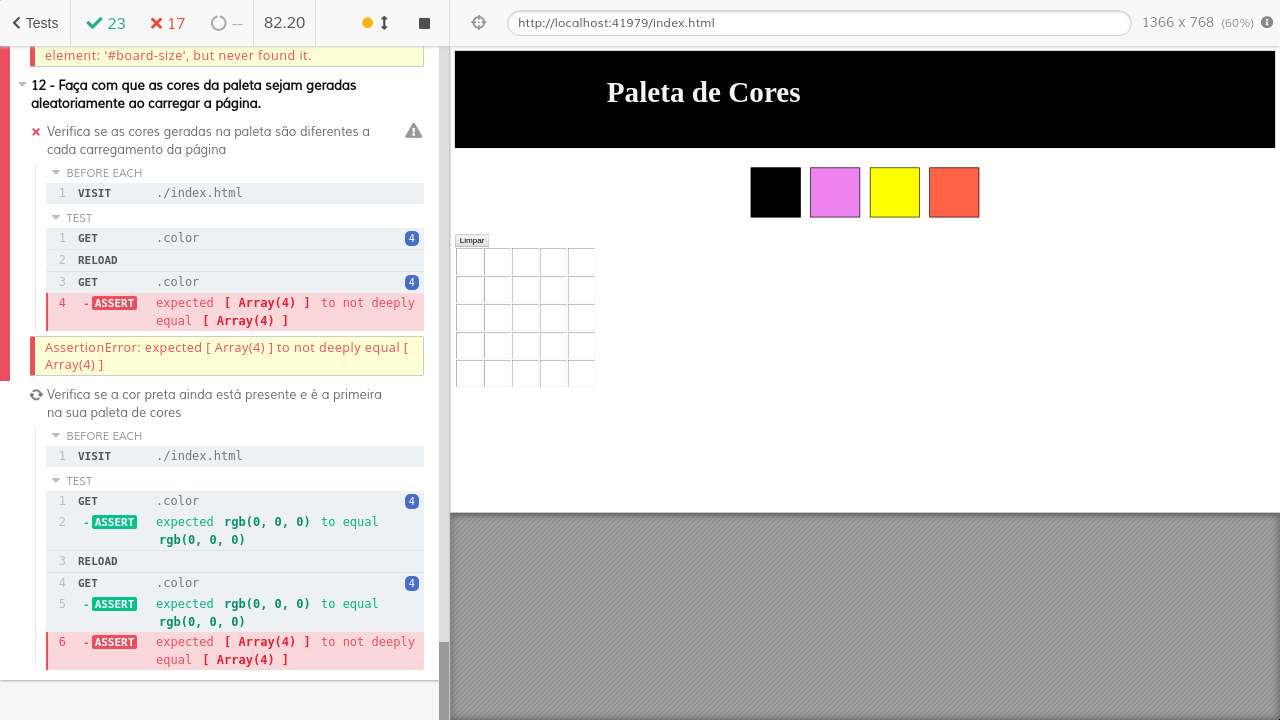 Tests
23
17
--
82.20
http://localhost:41979/index.html
1366 x 768 (60%)
element: '#board-size', but never found it.
12 - Faça com que as cores da paleta sejam geradas
aleatoriamente ao carregar a página.
Verifica se as cores geradas na paleta são diferentes a
cada carregamento da página
BEFORE EACH
1 VISIT ./index.html
TEST
1 GET .color 4
2 RELOAD
3 GET .color 4
4 -ASSERT expected [ Array(4) ] to not deeply
equal [ Array(4) ]
AssertionError: expected [ Array(4) ] to not deeply equal [
Array(4) ]
Verifica se a cor preta ainda está presente e é a primeira
na sua paleta de cores
BEFORE EACH
1 VISIT ./index.html
TEST
1 GET .color 4
2 -ASSERT expected rgb(0, 0, 0) to equal
rgb(0, 0, 0)
3 RELOAD
4 GET .color 4
5 -ASSERT expected rgb(0, 0, 0) to equal
rgb(0, 0, 0)
6 -ASSERT expected [ Array(4) ] to not deeply
equal [ Array(4) ]
Paleta de Cores
Limpar